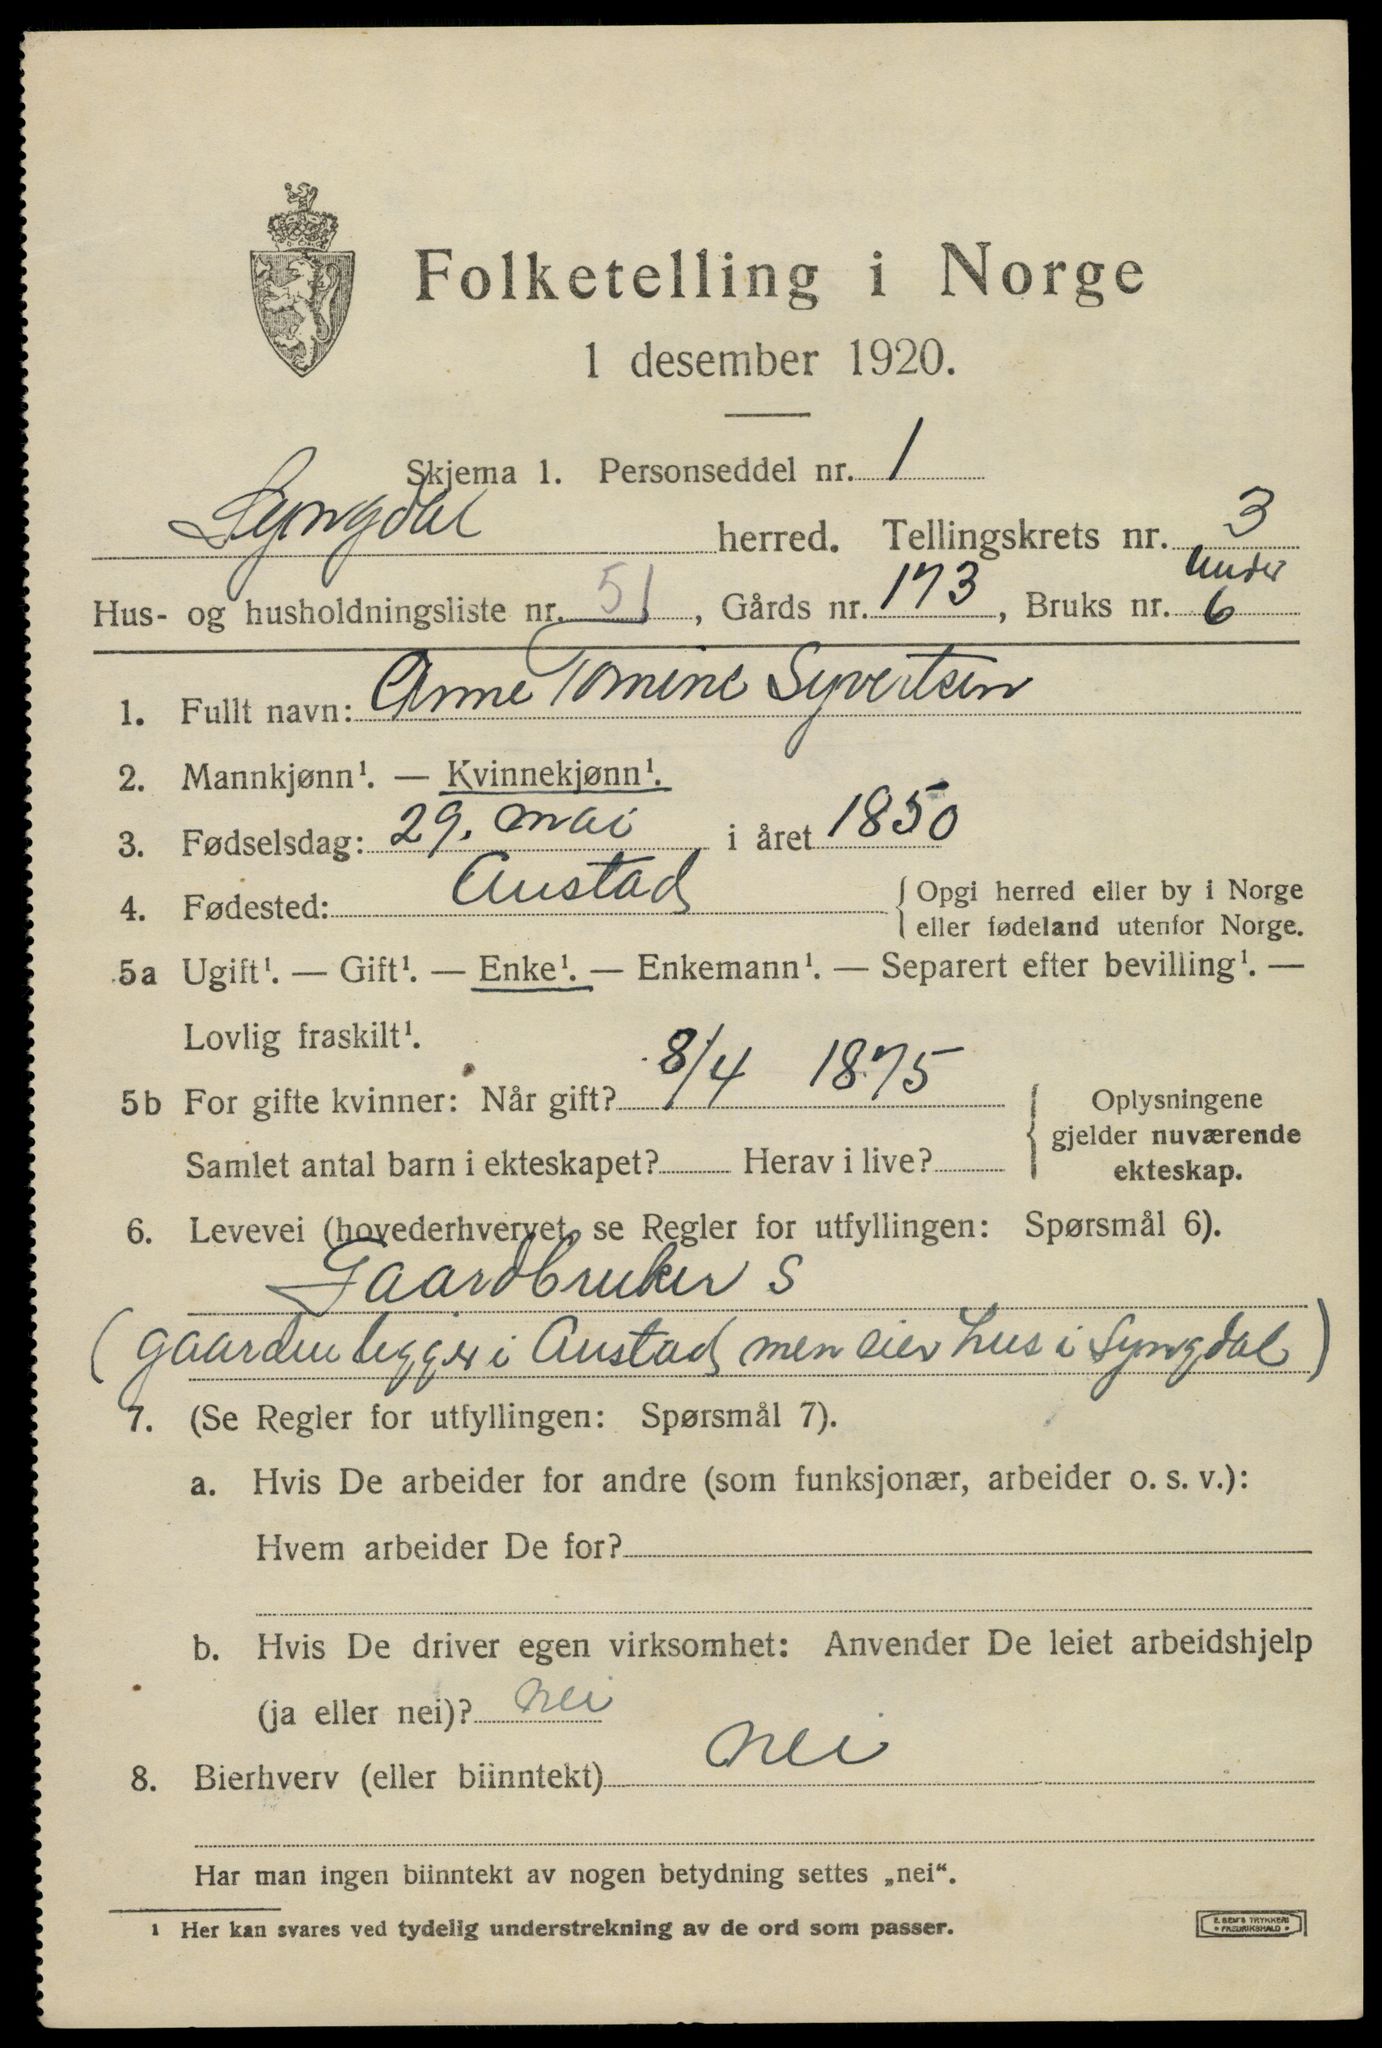 Folketelling i Norge
1 desember 1920.
Skjema 1. Personseddel nr. 1
Lyngdal herred. Tellingskrets nr. 3
Hus- og husholdningsliste nr. 51, Gårds nr. 173, Bruks nr. under 6
1. Fullt navn: Anne Tomine Syvertsen
2. Mannkjønn¹. — Kvinnekjønn¹.
3. Fødselsdag: 29. mai i året 1850
4. Fødested: Austad { Opgi herred eller by i Norge
eller fødeland utenfor Norge.
5a Ugift¹. — Gift¹. — Enke¹. — Enkemann¹. — Separert efter bevilling¹. —
Lovlig fraskilt¹.
5b For gifte kvinner: Når gift? 8/4 1875
Samlet antal barn i ekteskapet? Herav i live?
{ Oplysningene
gjelder nuværende
ekteskap.
6. Levevei (hovederhvervet, se Regler for utfyllingen: Spørsmål 6).
Gaardbruker s
(gaarden ligger i Austad men eier hus i Lyngdal)
7. (Se Regler for utfyllingen: Spørsmål 7).
a. Hvis De arbeider for andre (som funksjonær, arbeider o. s. v.):
Hvem arbeider De for?
b. Hvis De driver egen virksomhet: Anvender De leiet arbeidshjelp
(ja eller nei)? nei
8. Bierhverv (eller biinntekt) nei
Har man ingen biinntekt av nogen betydning settes „nei“.
¹ Her kan svares ved tydelig understrekning av de ord som passer.
E. SEM'S TRYKKERI
• FREDRIKSHALD •